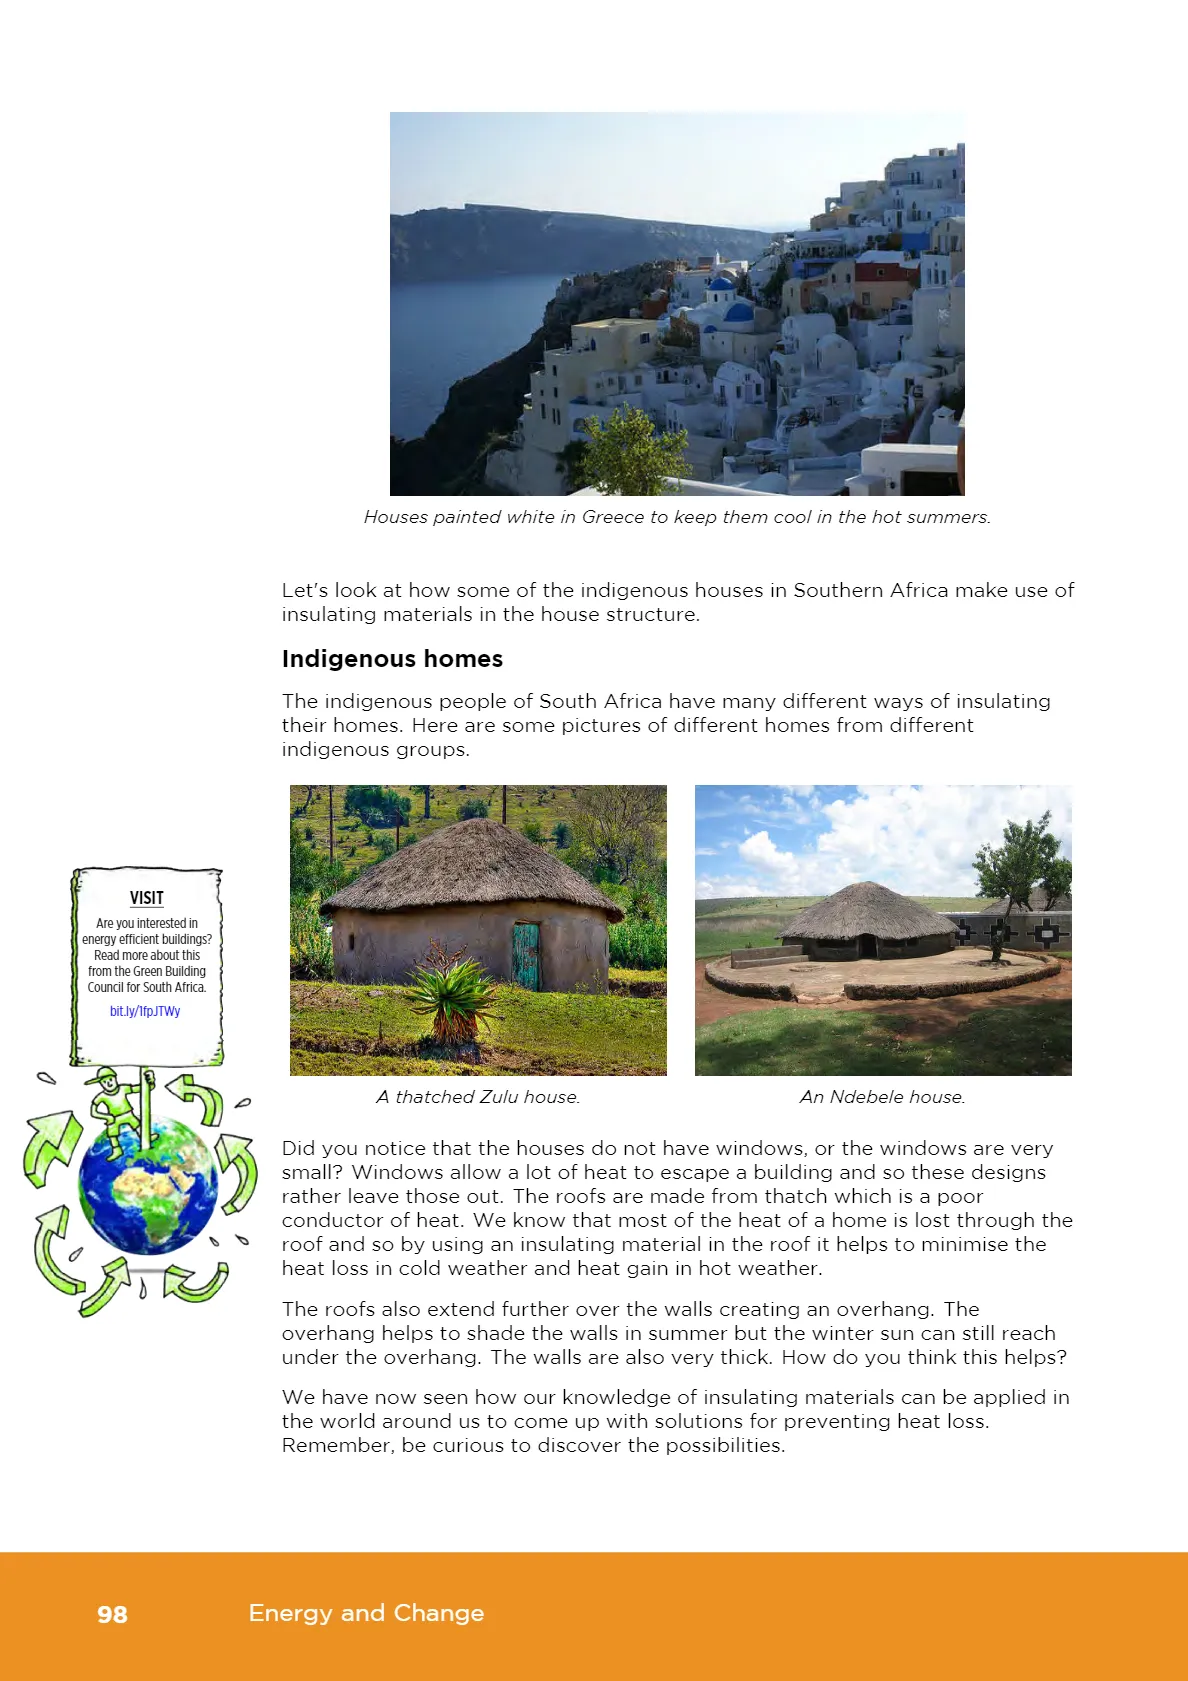 Houses painted white in Greece to keep them cool in the hot summers.
Let's look at how some of the indigenous houses in Southern Africa make use of
insulating materials in the house structure.
Indigenous homes
The indigenous people of South Africa have many different ways of insulating
their homes. Here are some pictures of different homes from different
indigenous groups.
VISIT
Are you interested in
energy efficient buildings?
Read more about this
from the Green Building
Council for South Africa.
bit.ly/1fpJTWy
A thatched Zulu house.
An Ndebele house.
Did you notice that the houses do not have windows, or the windows are very
small? Windows allow a lot of heat to escape a building and so these designs
rather leave those out. The roofs are made from thatch which is a poor
conductor of heat. We know that most of the heat of a home is lost through the
roof and so by using an insulating material in the roof it helps to minimise the
heat loss in cold weather and heat gain in hot weather.
The roofs also extend further over the walls creating an overhang. The
overhang helps to shade the walls in summer but the winter sun can still reach
under the overhang. The walls are also very thick. How do you think this helps?
We have now seen how our knowledge of insulating materials can be applied in
the world around us to come up with solutions for preventing heat loss.
Remember, be curious to discover the possibilities.
98
Energy and Change